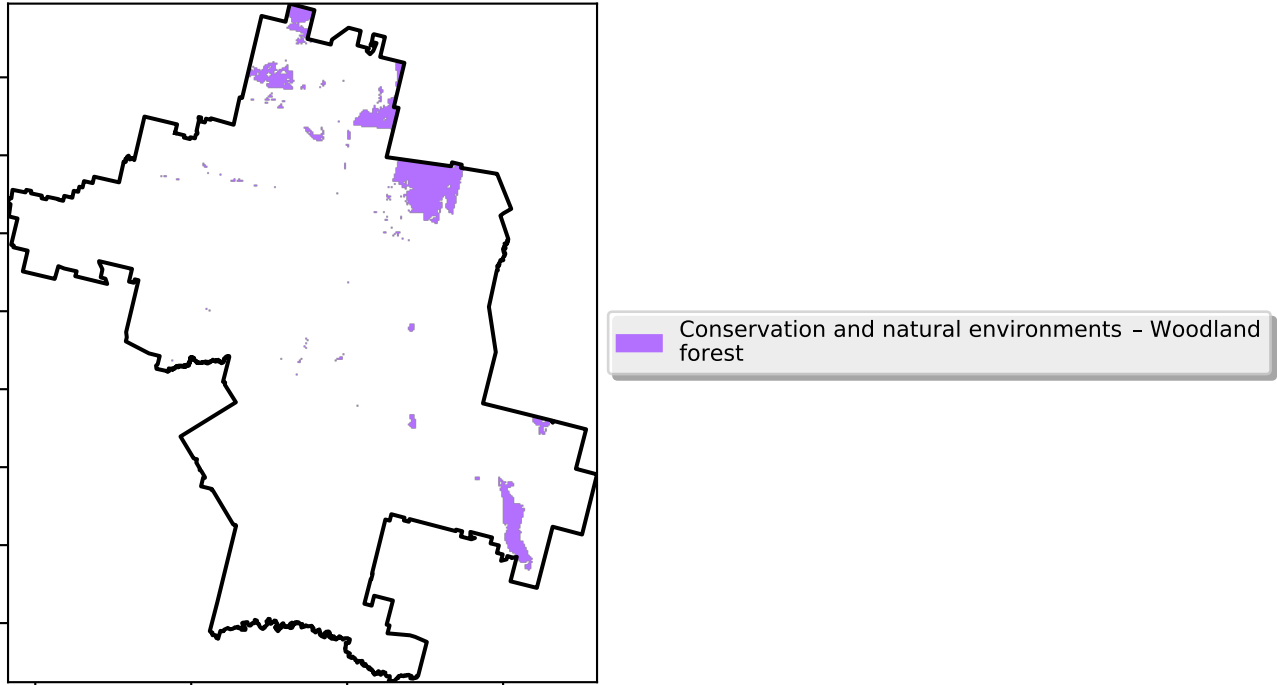 Conservation and natural environments – Woodland
forest